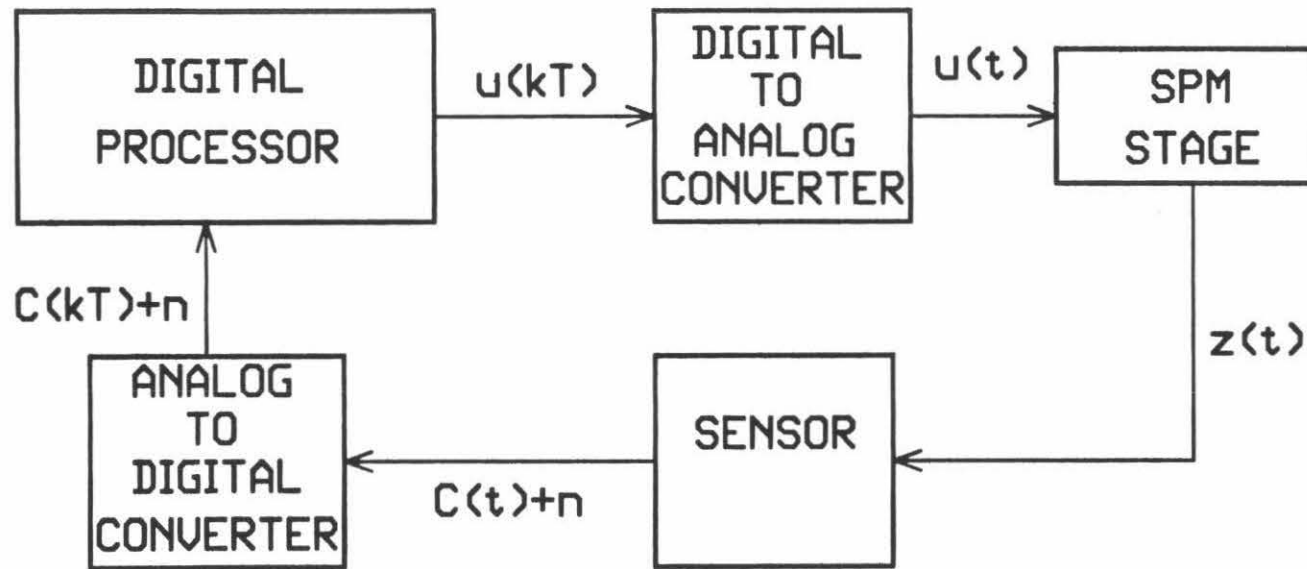 DIGITAL
PROCESSOR
u(kT)
DIGITAL
TO
ANALOG
CONVERTER
u(t)
SPM
STAGE
z(t)
SENSOR
C(t)+n
ANALOG
TO
DIGITAL
CONVERTER
C(kT)+n